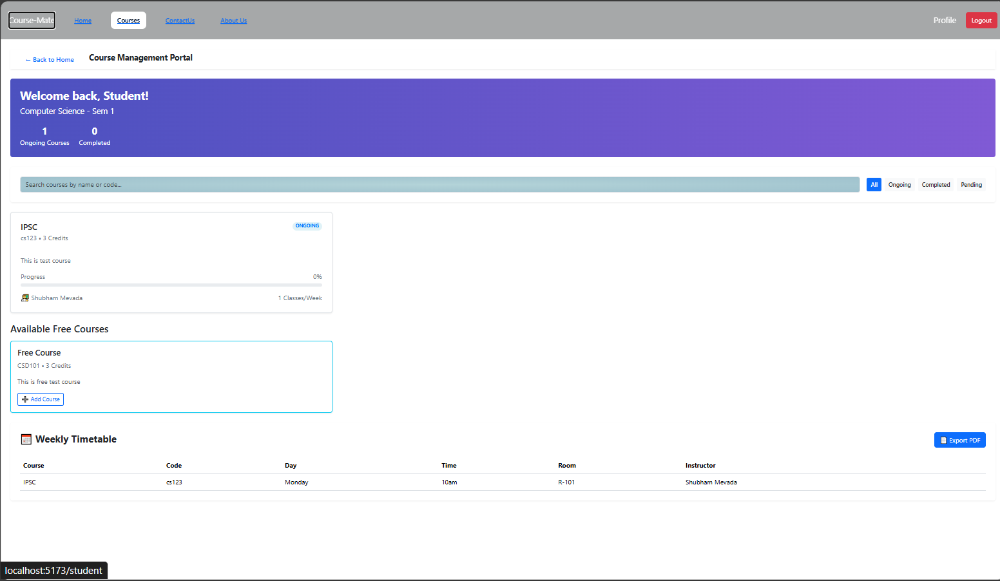 Course-Mate Home Courses ContactUs About Us Profile Logout
← Back to Home Course Management Portal
Welcome back, Student!
Computer Science - Sem 1
1 0
Ongoing Courses Completed
Search courses by name or code... All Ongoing Completed Pending
IPSC ONGOING
cs123 • 3 Credits
This is test course
Progress 0%
Shubham Mevada 1 Classes/Week
Available Free Courses
Free Course
CSD101 • 3 Credits
This is free test course
➕ Add Course
Weekly Timetable Export PDF
Course Code Day Time Room Instructor
IPSC cs123 Monday 10am R-101 Shubham Mevada
localhost:5173/student